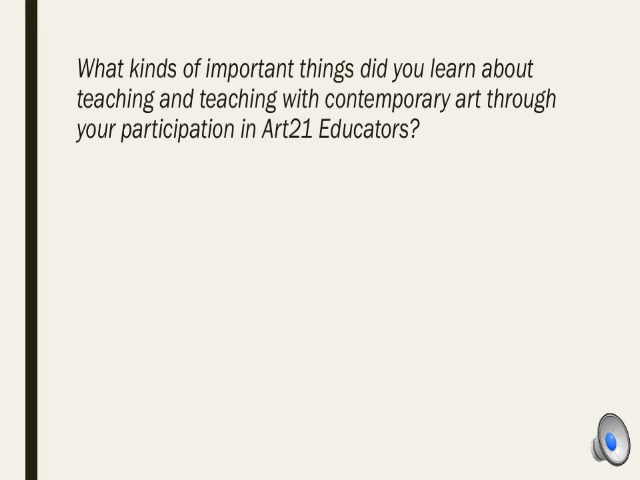 What kinds of important things did you learn about
teaching and teaching with contemporary art through
your participation in Art21 Educators?